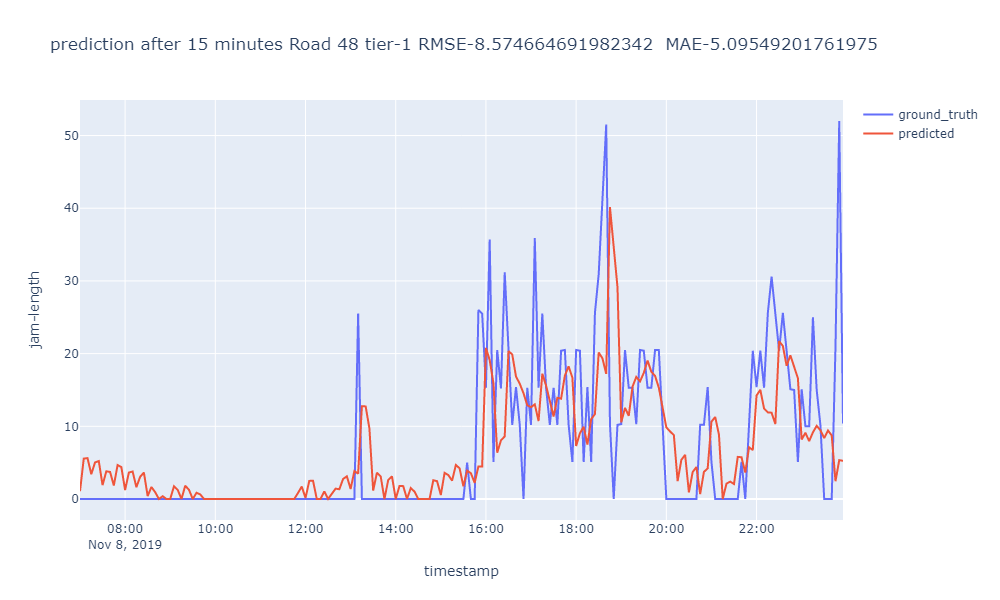 prediction after 15 minutes Road 48 tier-1 RMSE-8.574664691982342 MAE-5.09549201761975
ground_truth
predicted
jam-length
50
40
30
20
10
0
08:00 10:00 12:00 14:00 16:00 18:00 20:00 22:00
Nov 8, 2019
timestamp